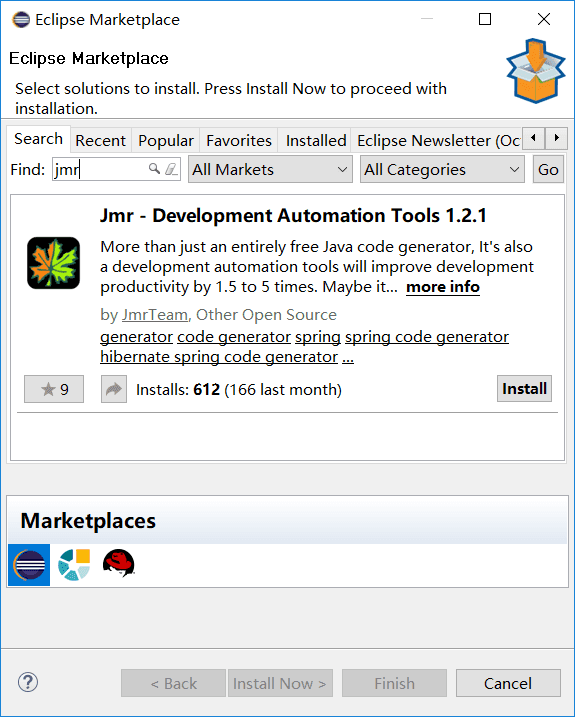 Eclipse Marketplace
Eclipse Marketplace
Select solutions to install. Press Install Now to proceed with
installation.
Search Recent Popular Favorites Installed Eclipse Newsletter (Oc
Find: jmr All Markets All Categories Go
Jmr - Development Automation Tools 1.2.1
More than just an entirely free Java code generator, It's also
a development automation tools will improve development
productivity by 1.5 to 5 times. Maybe it... more info
by JmrTeam, Other Open Source
generator code generator spring spring code generator
hibernate spring code generator ...
9 Installs: 612 (166 last month) Install
Marketplaces
? < Back Install Now > Finish Cancel